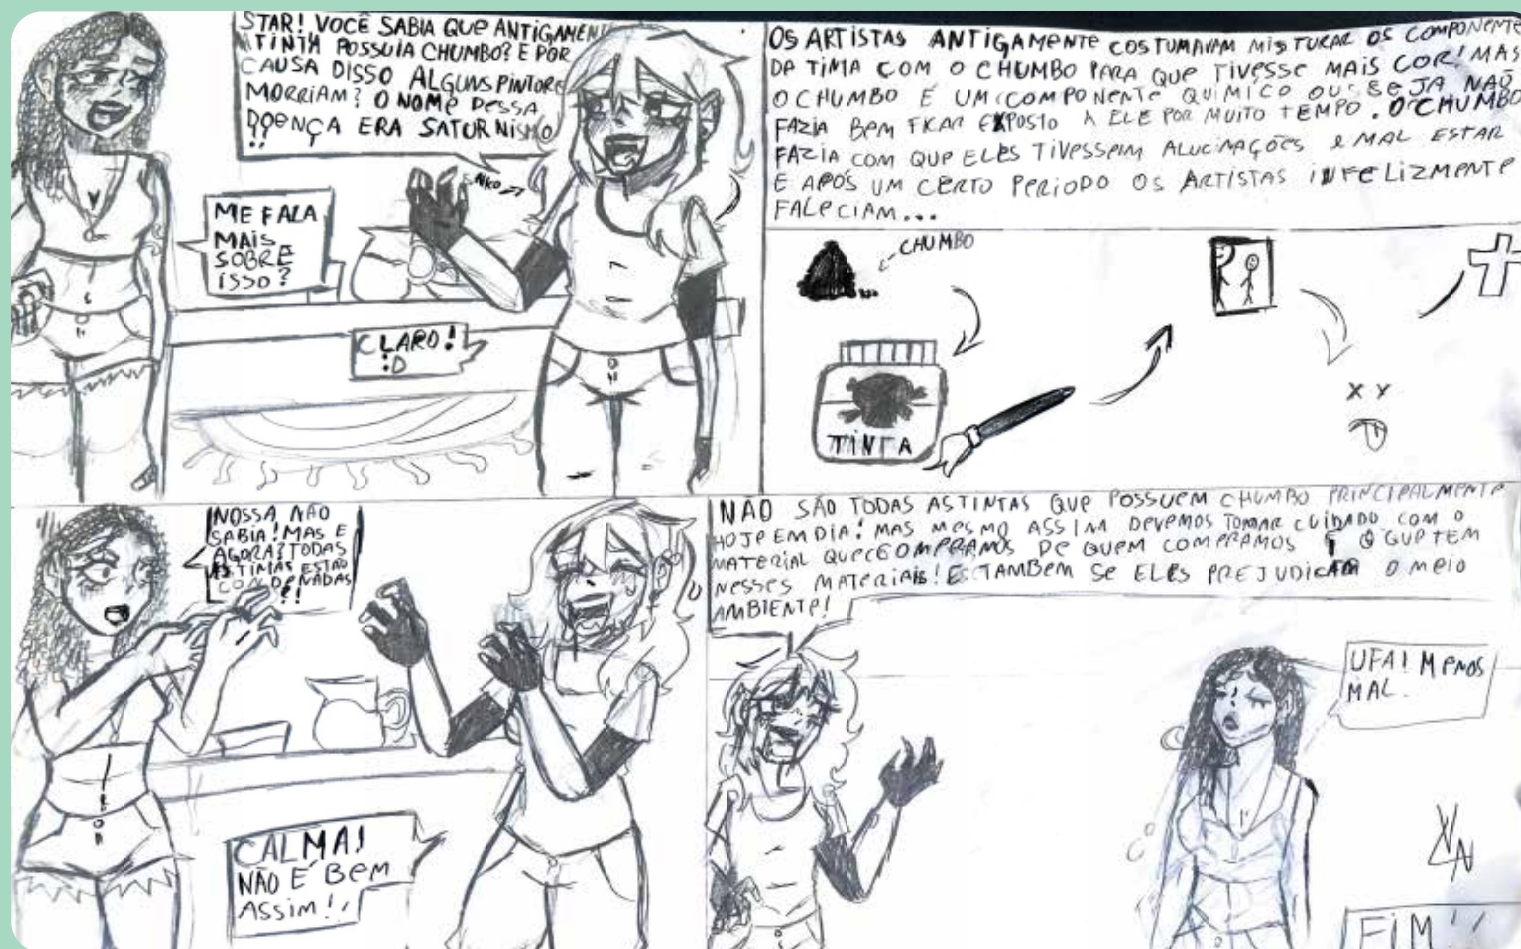 STAR! VOCÊ SABIA QUE ANTIGAMENT
A TINTA POSSUIA CHUMBO? E POR
CAUSA DISSO ALGUNS PINTORE
MORRIAM? O NOME DESSA
DOENÇA ERA SATURNISMO
!!
NICO
ME FALA
MAIS
SOBRE
ISSO?
CLARO!
:D
OS ARTISTAS ANTIGAMENTE COSTUMAVAM MISTURAR OS COMPONENTE
DA TINTA COM O CHUMBO PARA QUE TIVESSE MAIS COR! MAS
O CHUMBO É UM COMPONENTE QUÍMICO OU SEJA NÃO
FAZIA BEM FICAR EXPOSTO A ELE POR MUITO TEMPO. O CHUMBO
FAZIA COM QUE ELES TIVESSEM ALUCINAÇÕES E MAL ESTAR
E APÓS UM CERTO PERIODO OS ARTISTAS INFELIZMENTE
FALECIAM...
CHUMBO
TINTA
NOSSA NÃO
SABIA! MAS E
AGORA? TODAS
AS TINTAS ESTÃO
CONDENADAS
?!
CALMA!
NÃO É BEM
ASSIM!
NÃO SÃO TODAS AS TINTAS QUE POSSUEM CHUMBO PRINCIPALMENTE
HOJE EM DIA! MAS MESMO ASSIM DEVEMOS TOMAR CUIDADO COM O
MATERIAL QUE COMPRAMOS DE QUEM COMPRAMOS E O QUE TEM
NESSES MATERIAIS! E TAMBEM SE ELES PREJUDICAM O MEIO
AMBIENTE!
UFA! MENOS
MAL.
FIM